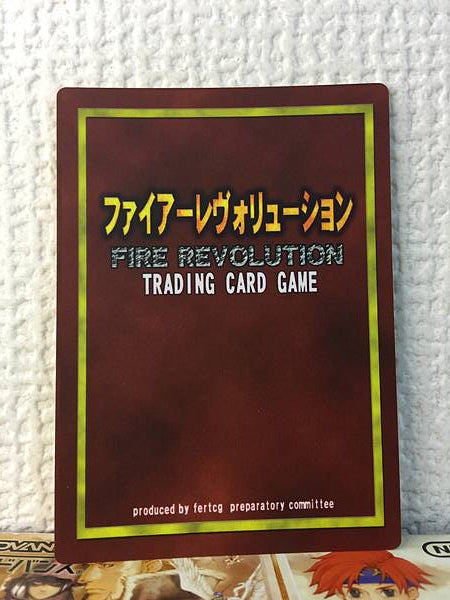 ファイアーレヴォリューション
FIRE REVOLUTION
TRADING CARD GAME
produced by fertcg preparatory committee